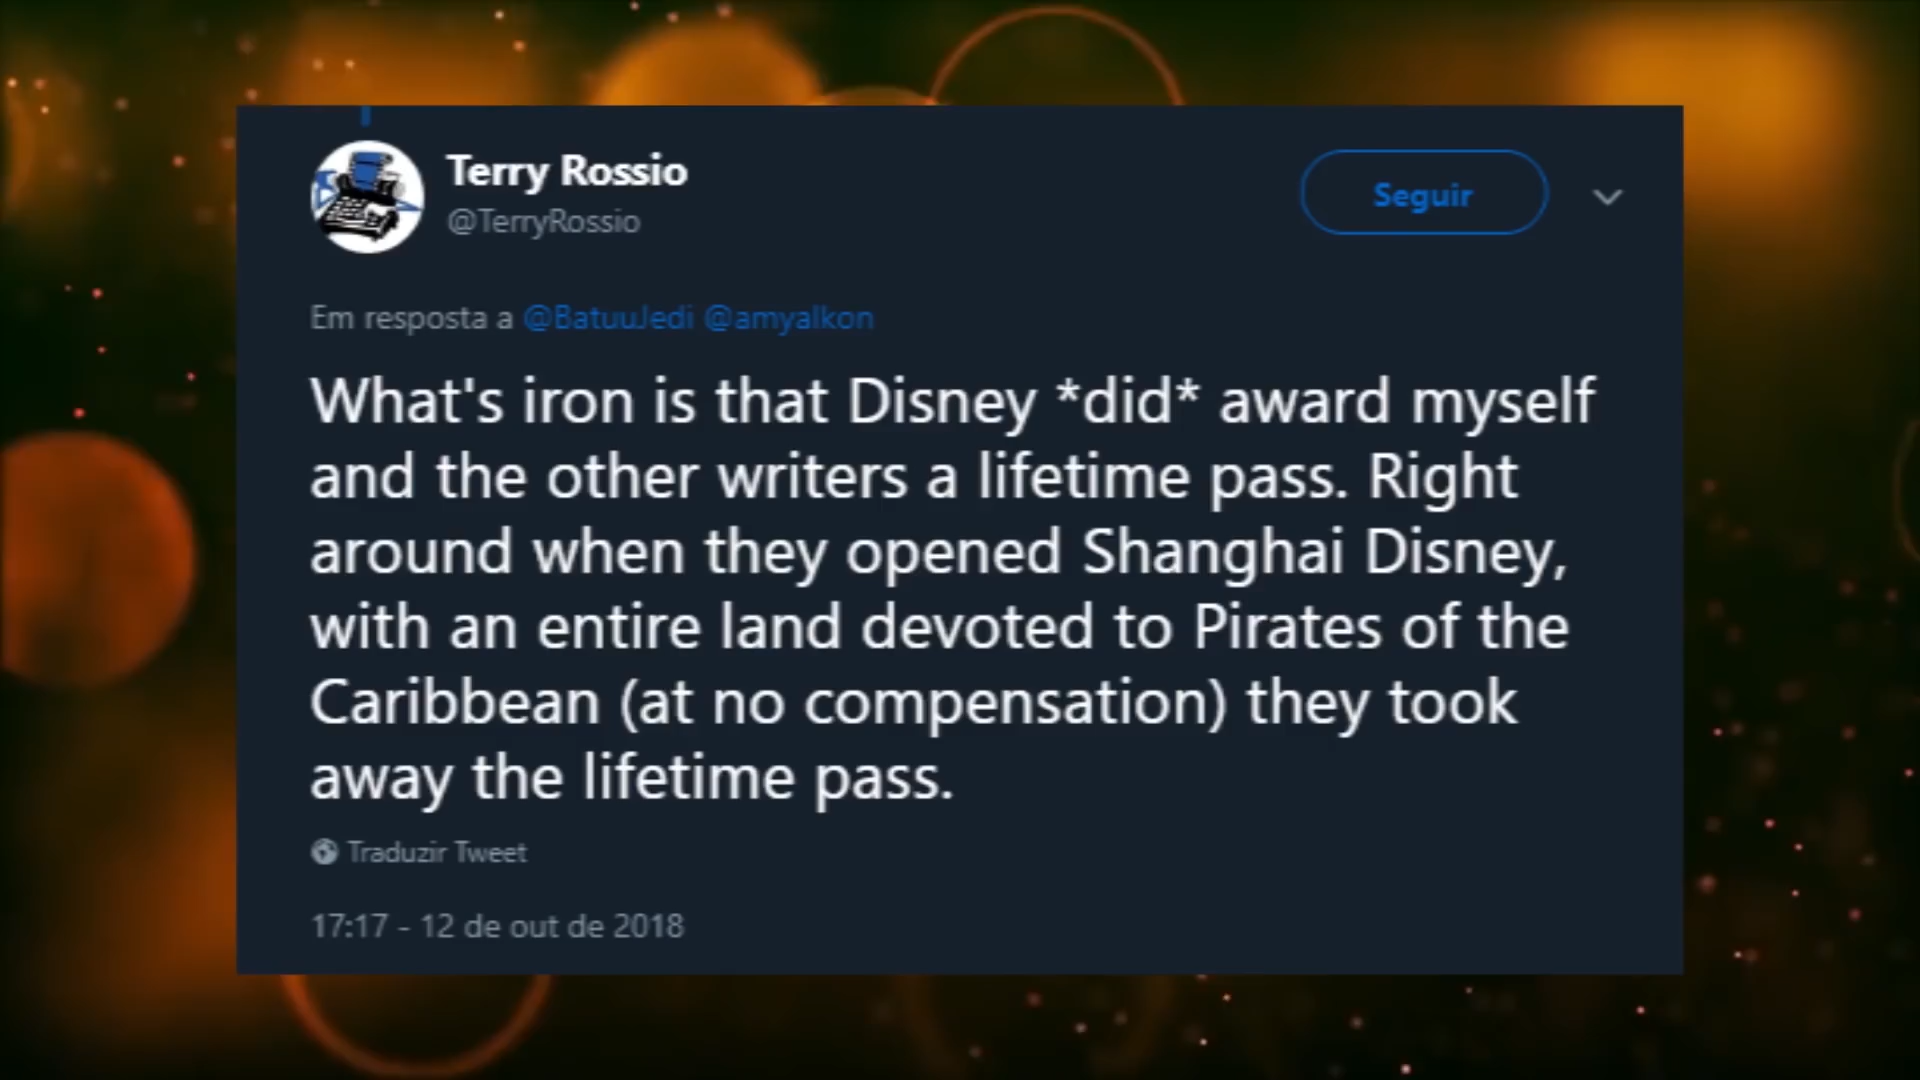 Terry Rossio
@TerryRossio
Seguir
Em resposta a @BatuuJedi @amyalkon
What's iron is that Disney *did* award myself
and the other writers a lifetime pass. Right
around when they opened Shanghai Disney,
with an entire land devoted to Pirates of the
Caribbean (at no compensation) they took
away the lifetime pass.
Traduzir Tweet
17:17 - 12 de out de 2018